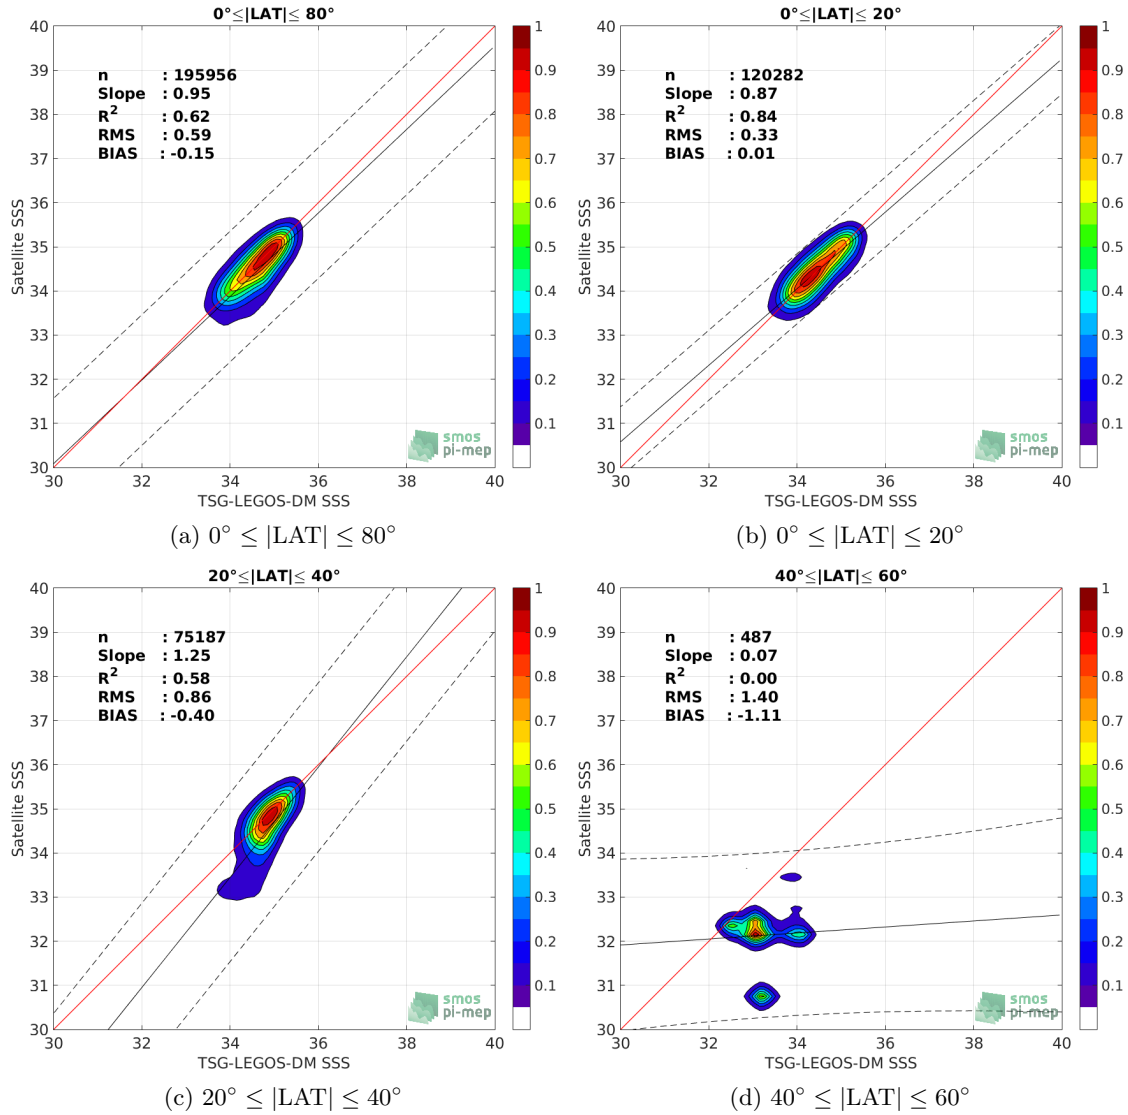 0°≤|LAT|≤ 80°
n : 195956
Slope : 0.95
R² : 0.62
RMS : 0.59
BIAS : -0.15
40
39
38
37
36
35
34
33
32
31
30
Satellite SSS
30 32 34 36 38 40
TSG-LEGOS-DM SSS
1
0.9
0.8
0.7
0.6
0.5
0.4
0.3
0.2
0.1
smos
pi-mep
(a) 0° ≤ |LAT| ≤ 80°
0°≤|LAT|≤ 20°
n : 120282
Slope : 0.87
R² : 0.84
RMS : 0.33
BIAS : 0.01
40
39
38
37
36
35
34
33
32
31
30
Satellite SSS
30 32 34 36 38 40
TSG-LEGOS-DM SSS
1
0.9
0.8
0.7
0.6
0.5
0.4
0.3
0.2
0.1
smos
pi-mep
(b) 0° ≤ |LAT| ≤ 20°
20°≤|LAT|≤ 40°
n : 75187
Slope : 1.25
R² : 0.58
RMS : 0.86
BIAS : -0.40
40
39
38
37
36
35
34
33
32
31
30
Satellite SSS
30 32 34 36 38 40
TSG-LEGOS-DM SSS
1
0.9
0.8
0.7
0.6
0.5
0.4
0.3
0.2
0.1
smos
pi-mep
(c) 20° ≤ |LAT| ≤ 40°
40°≤|LAT|≤ 60°
n : 487
Slope : 0.07
R² : 0.00
RMS : 1.40
BIAS : -1.11
40
39
38
37
36
35
34
33
32
31
30
Satellite SSS
30 32 34 36 38 40
TSG-LEGOS-DM SSS
1
0.9
0.8
0.7
0.6
0.5
0.4
0.3
0.2
0.1
smos
pi-mep
(d) 40° ≤ |LAT| ≤ 60°